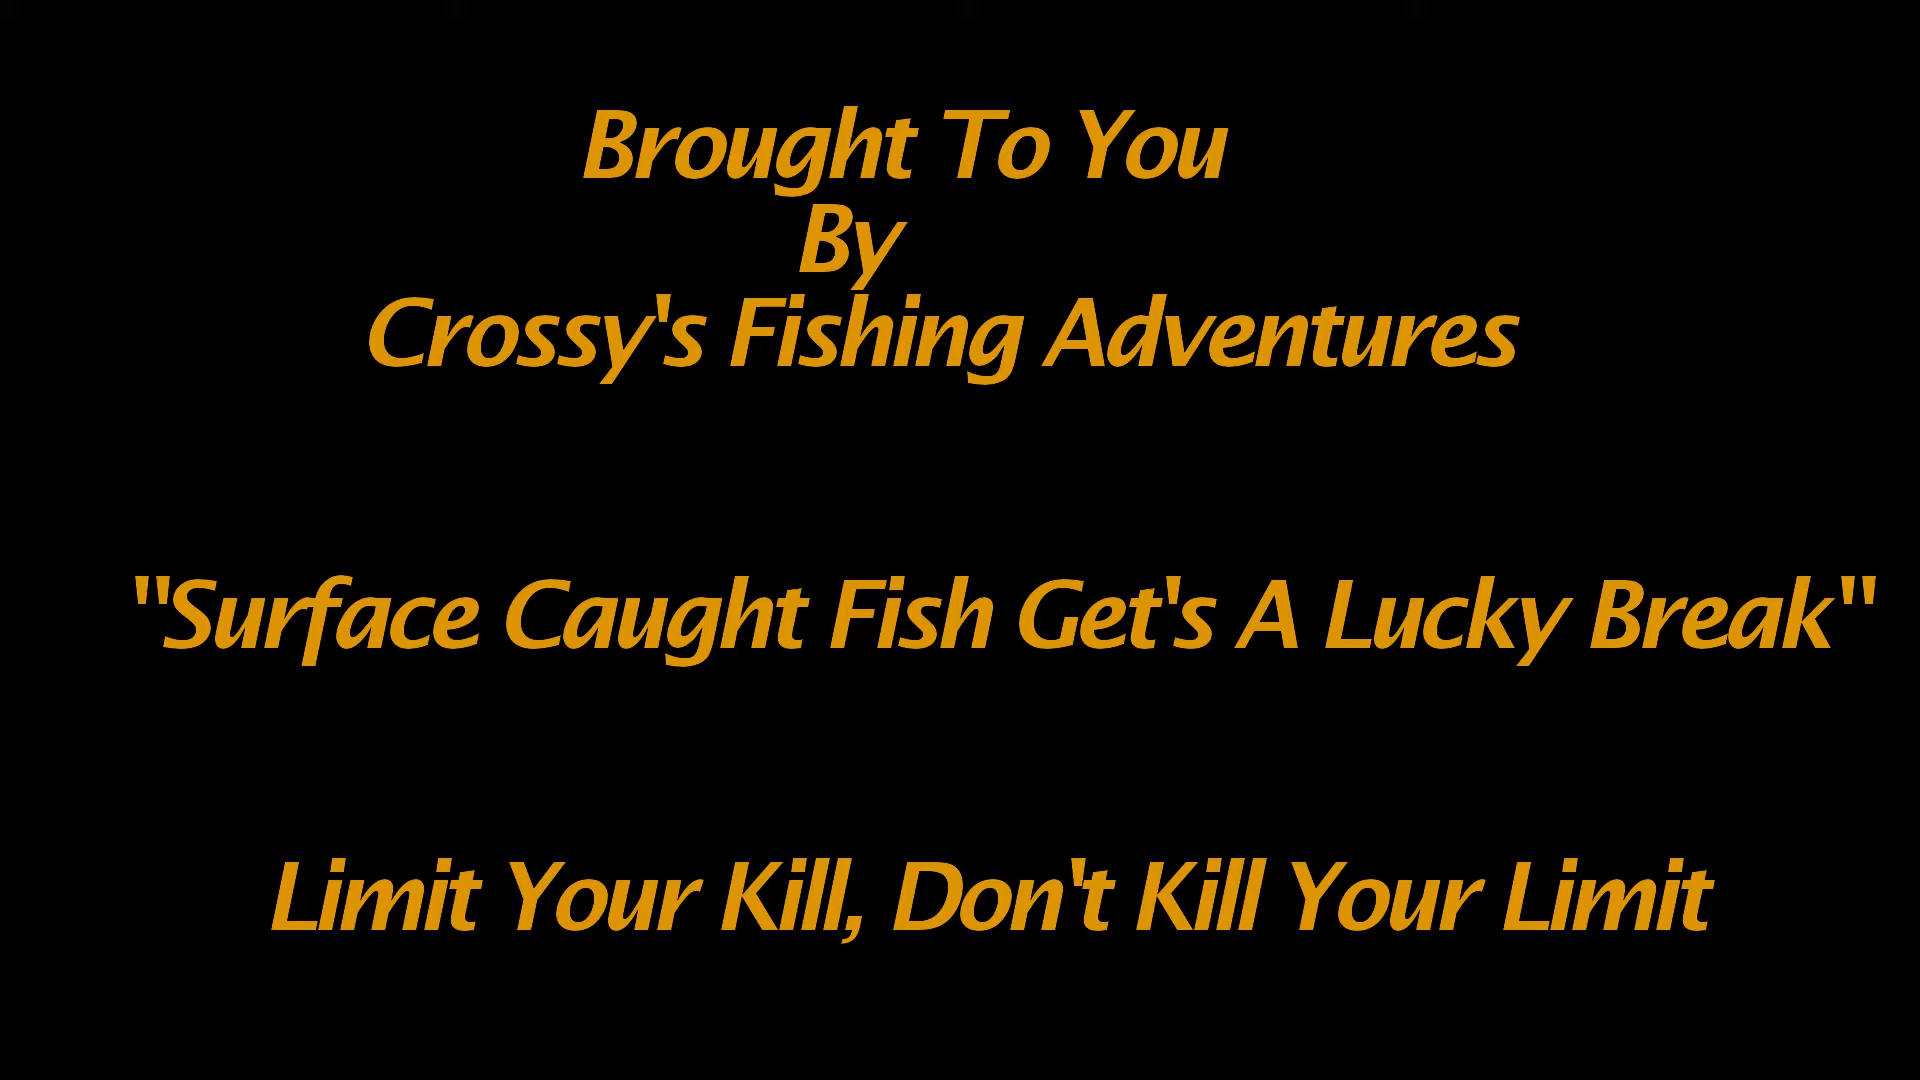 Brought To You
By
Crossy's Fishing Adventures
"Surface Caught Fish Get's A Lucky Break"
Limit Your Kill, Don't Kill Your Limit